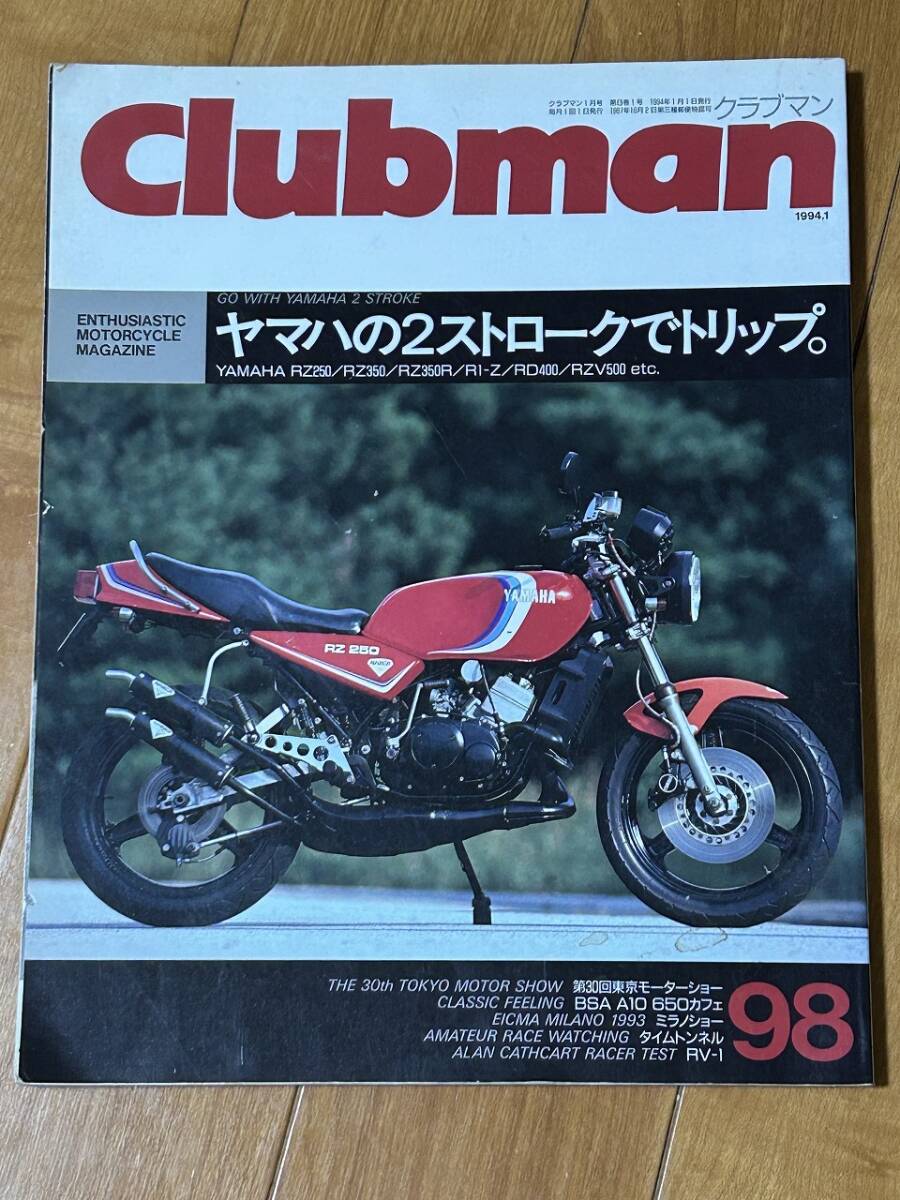 クラブマン1月号 第8巻1号 1994年1月1日発行
毎月1回1日発行 1987年10月2日第三種郵便物認可
クラブマン
Clubman
1994,1
ENTHUSIASTIC
MOTORCYCLE
MAGAZINE
GO WITH YAMAHA 2 STROKE
ヤマハの2ストロークでトリップ。
YAMAHA RZ250/RZ350/RZ350R/R1-Z/RD400/RZV500 etc.
YAMAHA
RZ 250
THE 30th TOKYO MOTOR SHOW 第30回東京モーターショー
CLASSIC FEELING BSA A10 650カフェ
EICMA MILANO 1993 ミラノショー
AMATEUR RACE WATCHING タイムトンネル
ALAN CATHCART RACER TEST RV-1
98